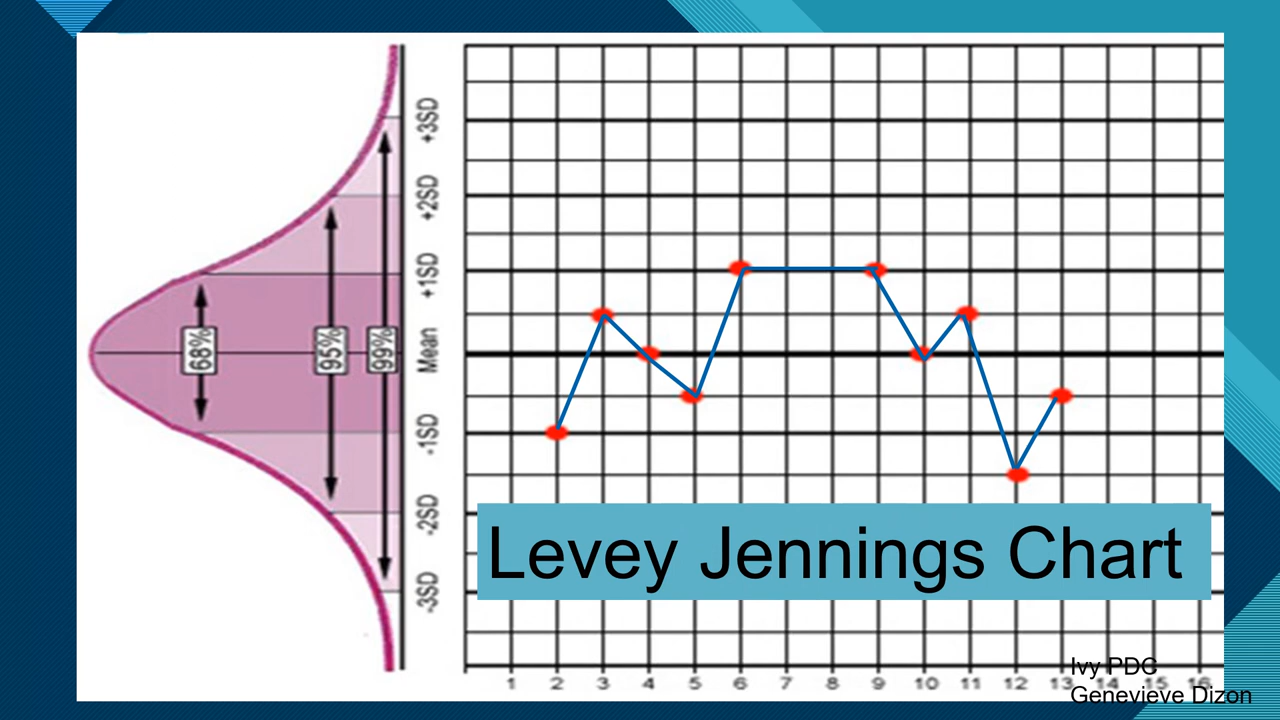 +3SD
+2SD
+1SD
Mean
-1SD
-2SD
-3SD
68%
95%
99%
Levey Jennings Chart
1 2 3 4 5 6 7 8 9 10 11 12 13 14 15 16
Ivy PDC
Genevieve Dizon